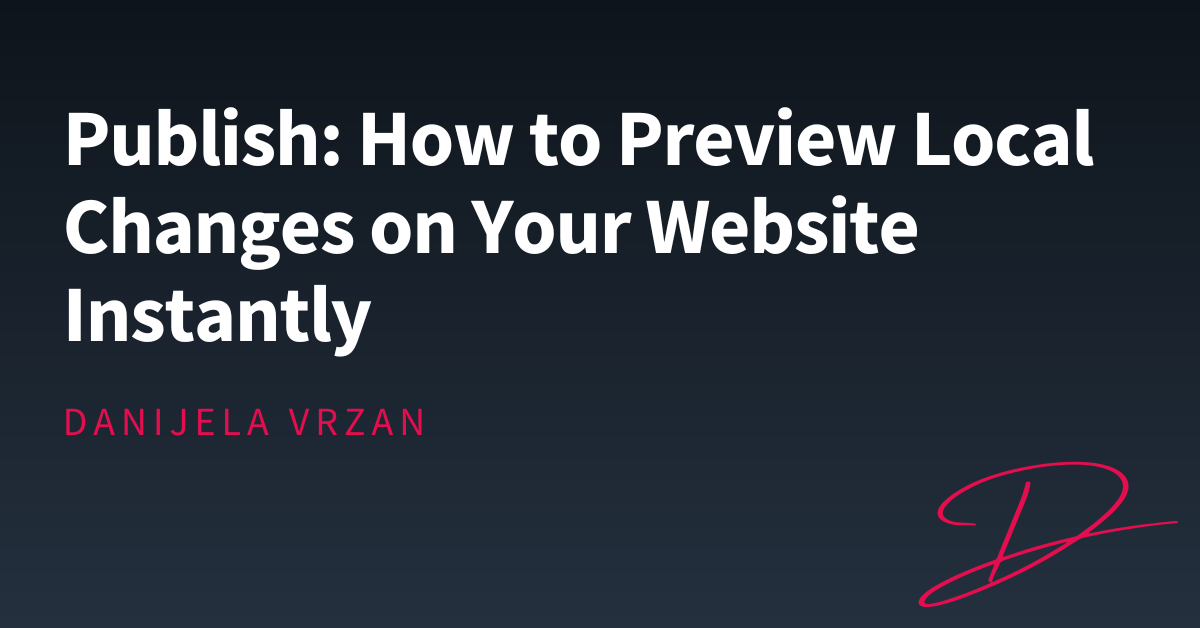 Publish: How to Preview Local
Changes on Your Website
Instantly
DANIJELA VRZAN
D